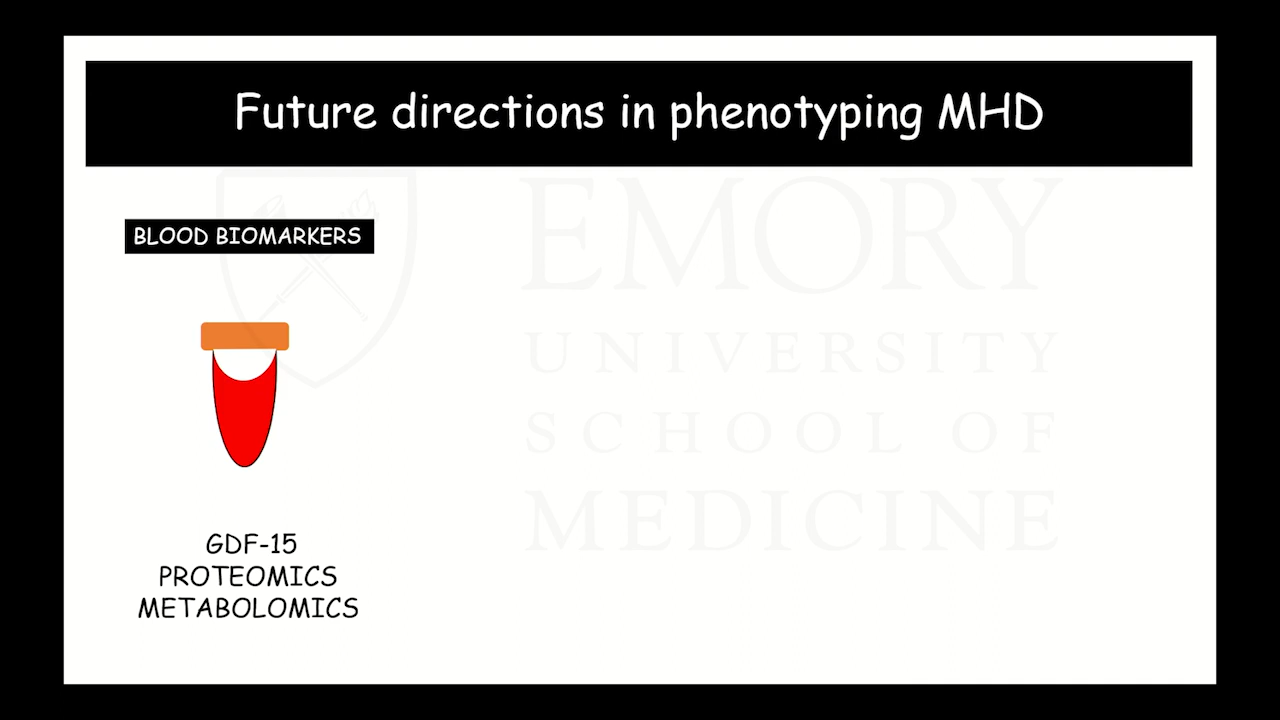 Future directions in phenotyping MHD
BLOOD BIOMARKERS
EMORY
UNIVERSITY
SCHOOL OF
MEDICINE
GDF-15
PROTEOMICS
METABOLOMICS